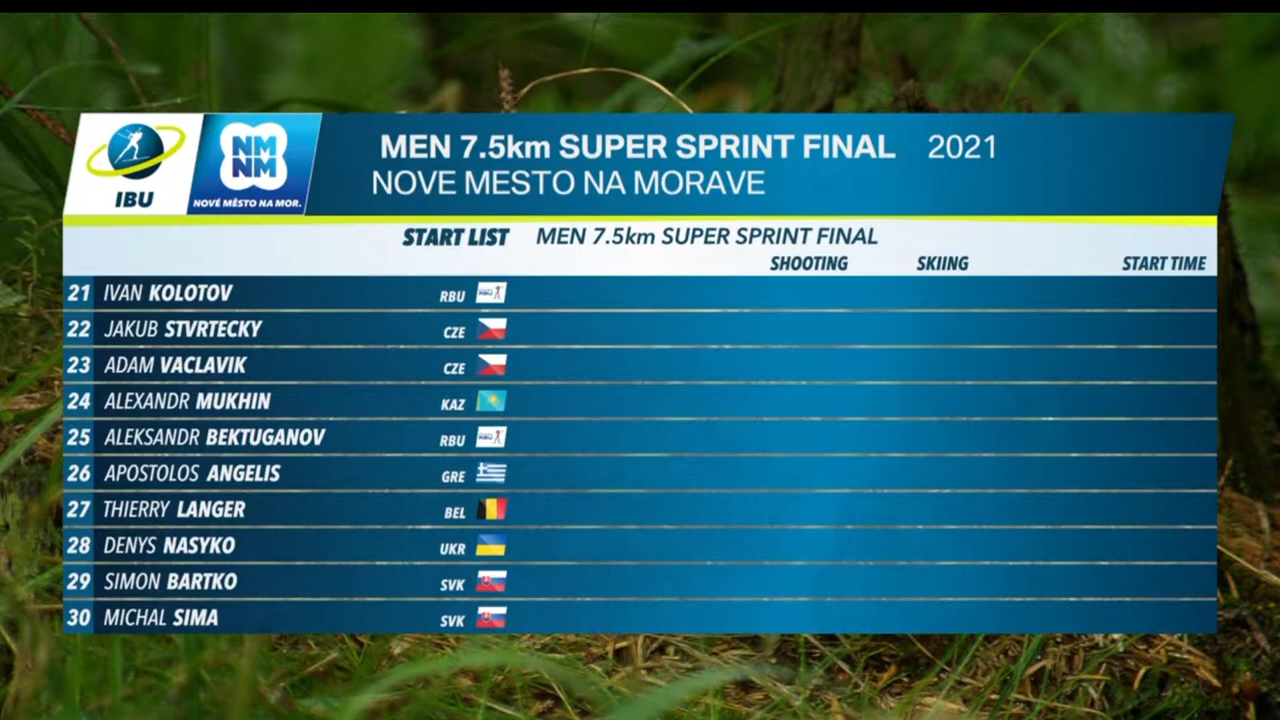 MEN 7.5km SUPER SPRINT FINAL 2021
NOVE MESTO NA MORAVE
IBU
NM
NM
NOVÉ MĚSTO NA MOR.
START LIST MEN 7.5km SUPER SPRINT FINAL
SHOOTING SKIING START TIME
21 IVAN KOLOTOV RBU
22 JAKUB STVRTECKY CZE
23 ADAM VACLAVIK CZE
24 ALEXANDR MUKHIN KAZ
25 ALEKSANDR BEKTUGANOV RBU
26 APOSTOLOS ANGELIS GRE
27 THIERRY LANGER BEL
28 DENYS NASYKO UKR
29 SIMON BARTKO SVK
30 MICHAL SIMA SVK